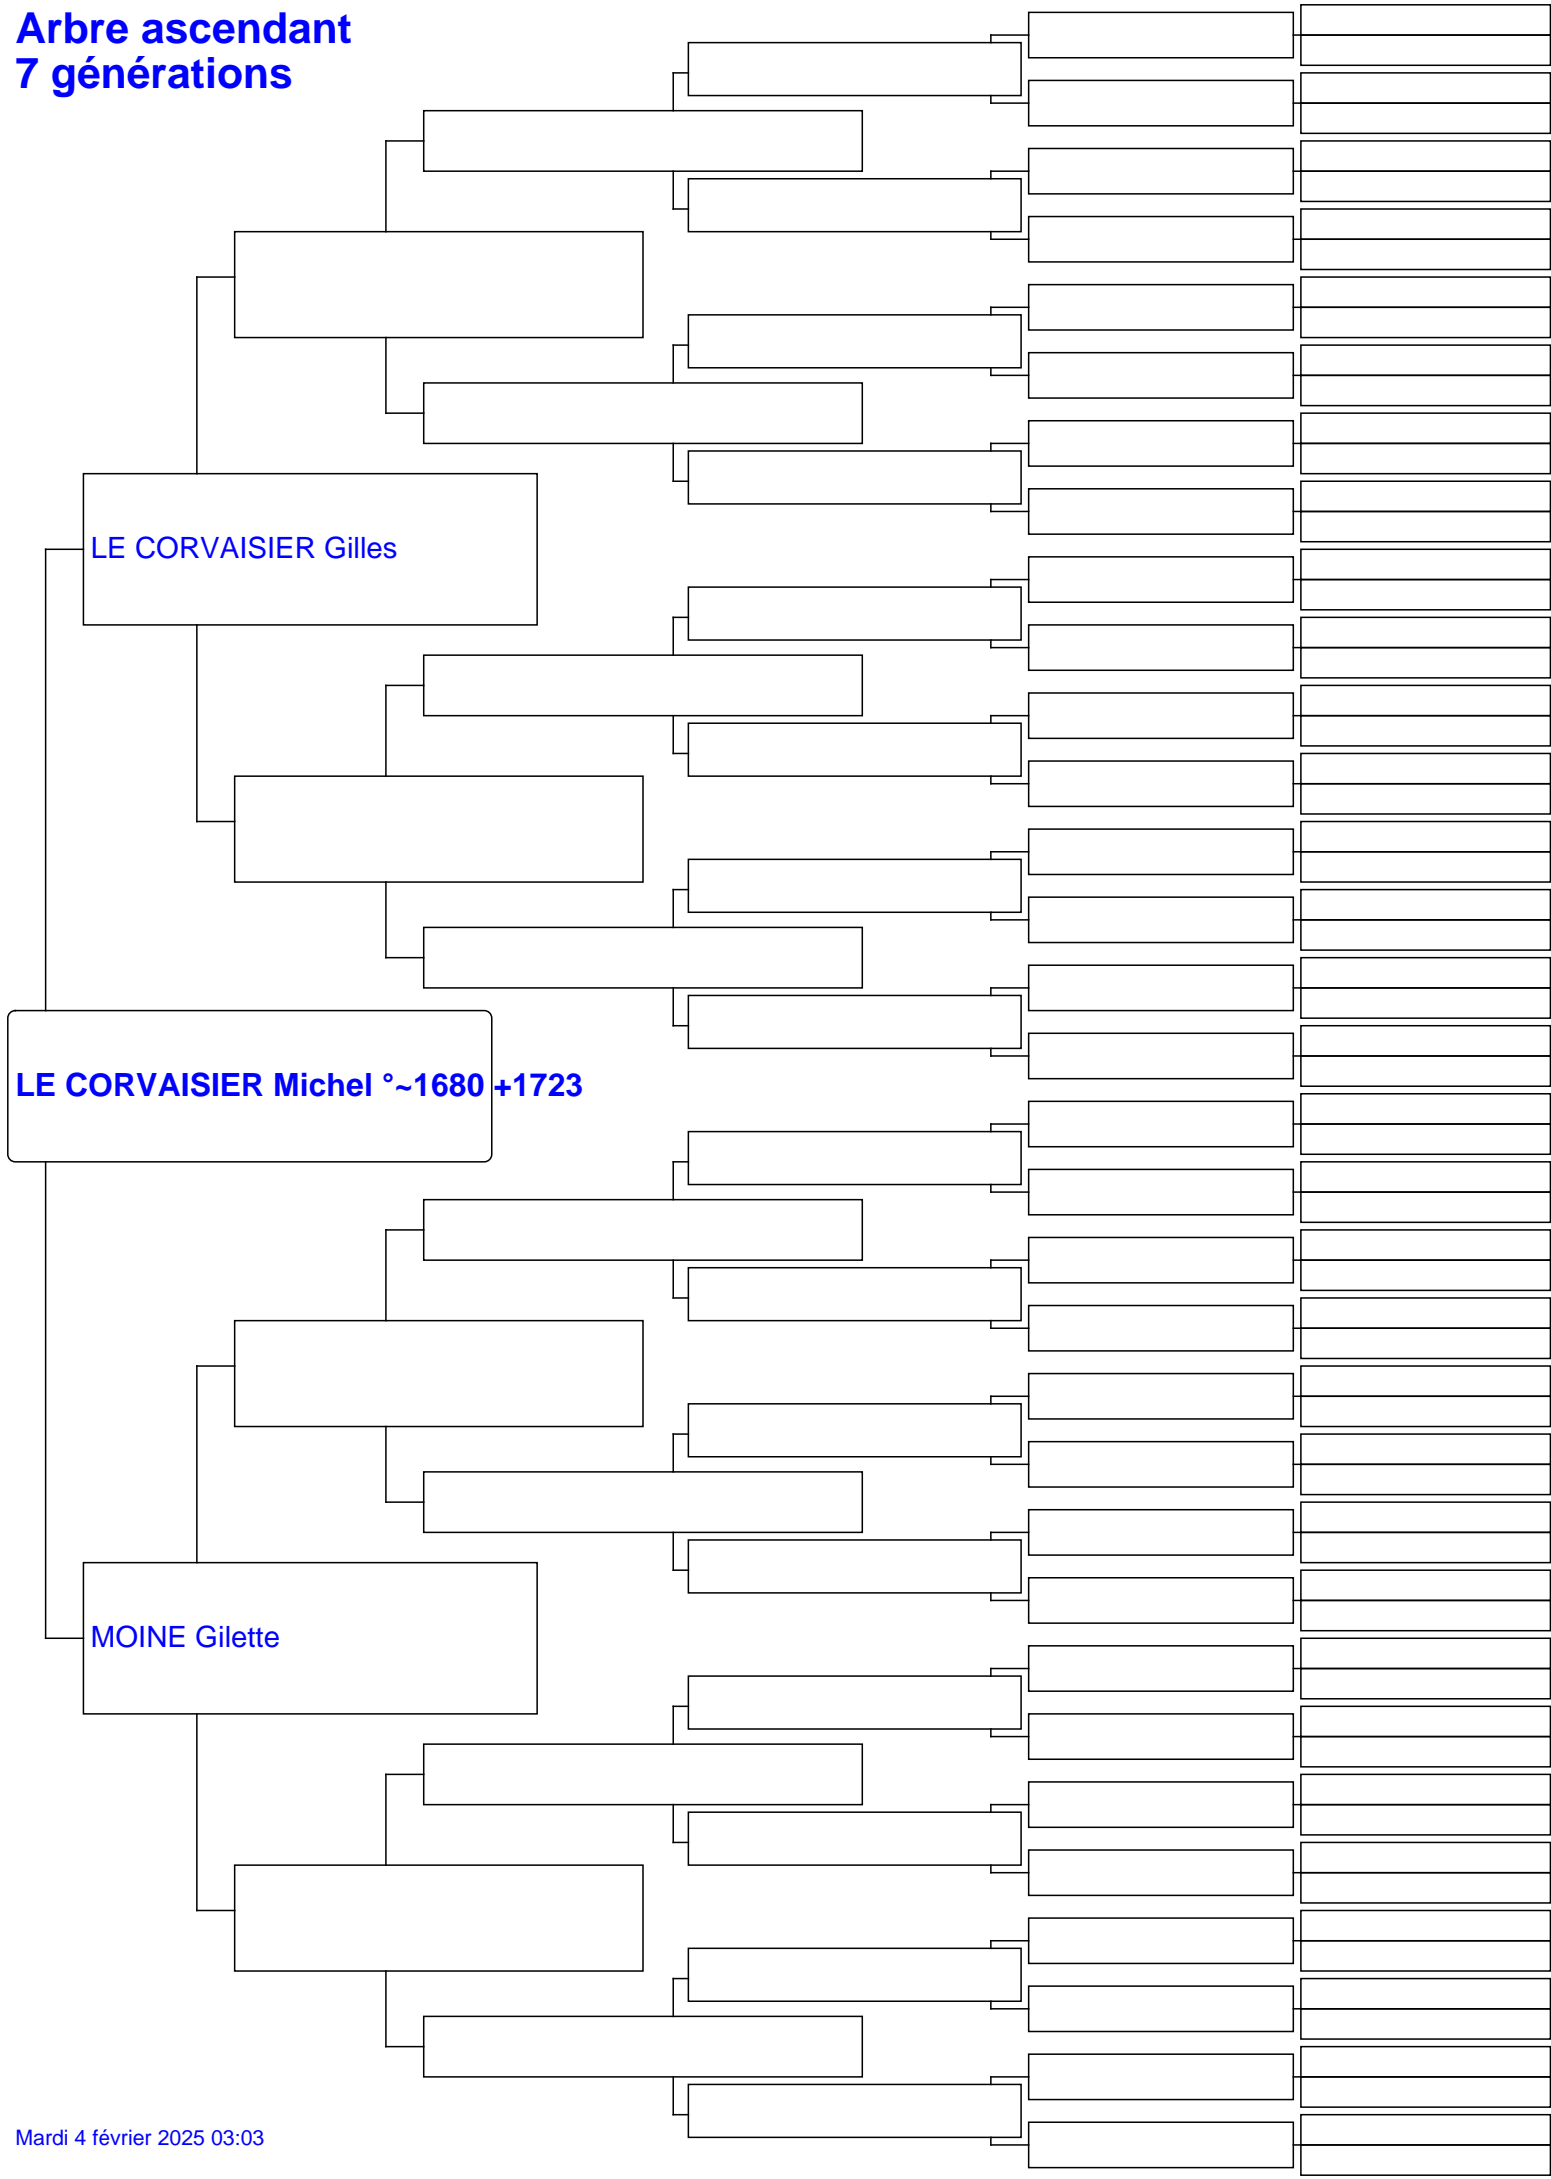 Arbre ascendant
7 générations
LE CORVAISIER Gilles
LE CORVAISIER Michel °~1680 +1723
MOINE Gilette
Mardi 4 février 2025 03:03